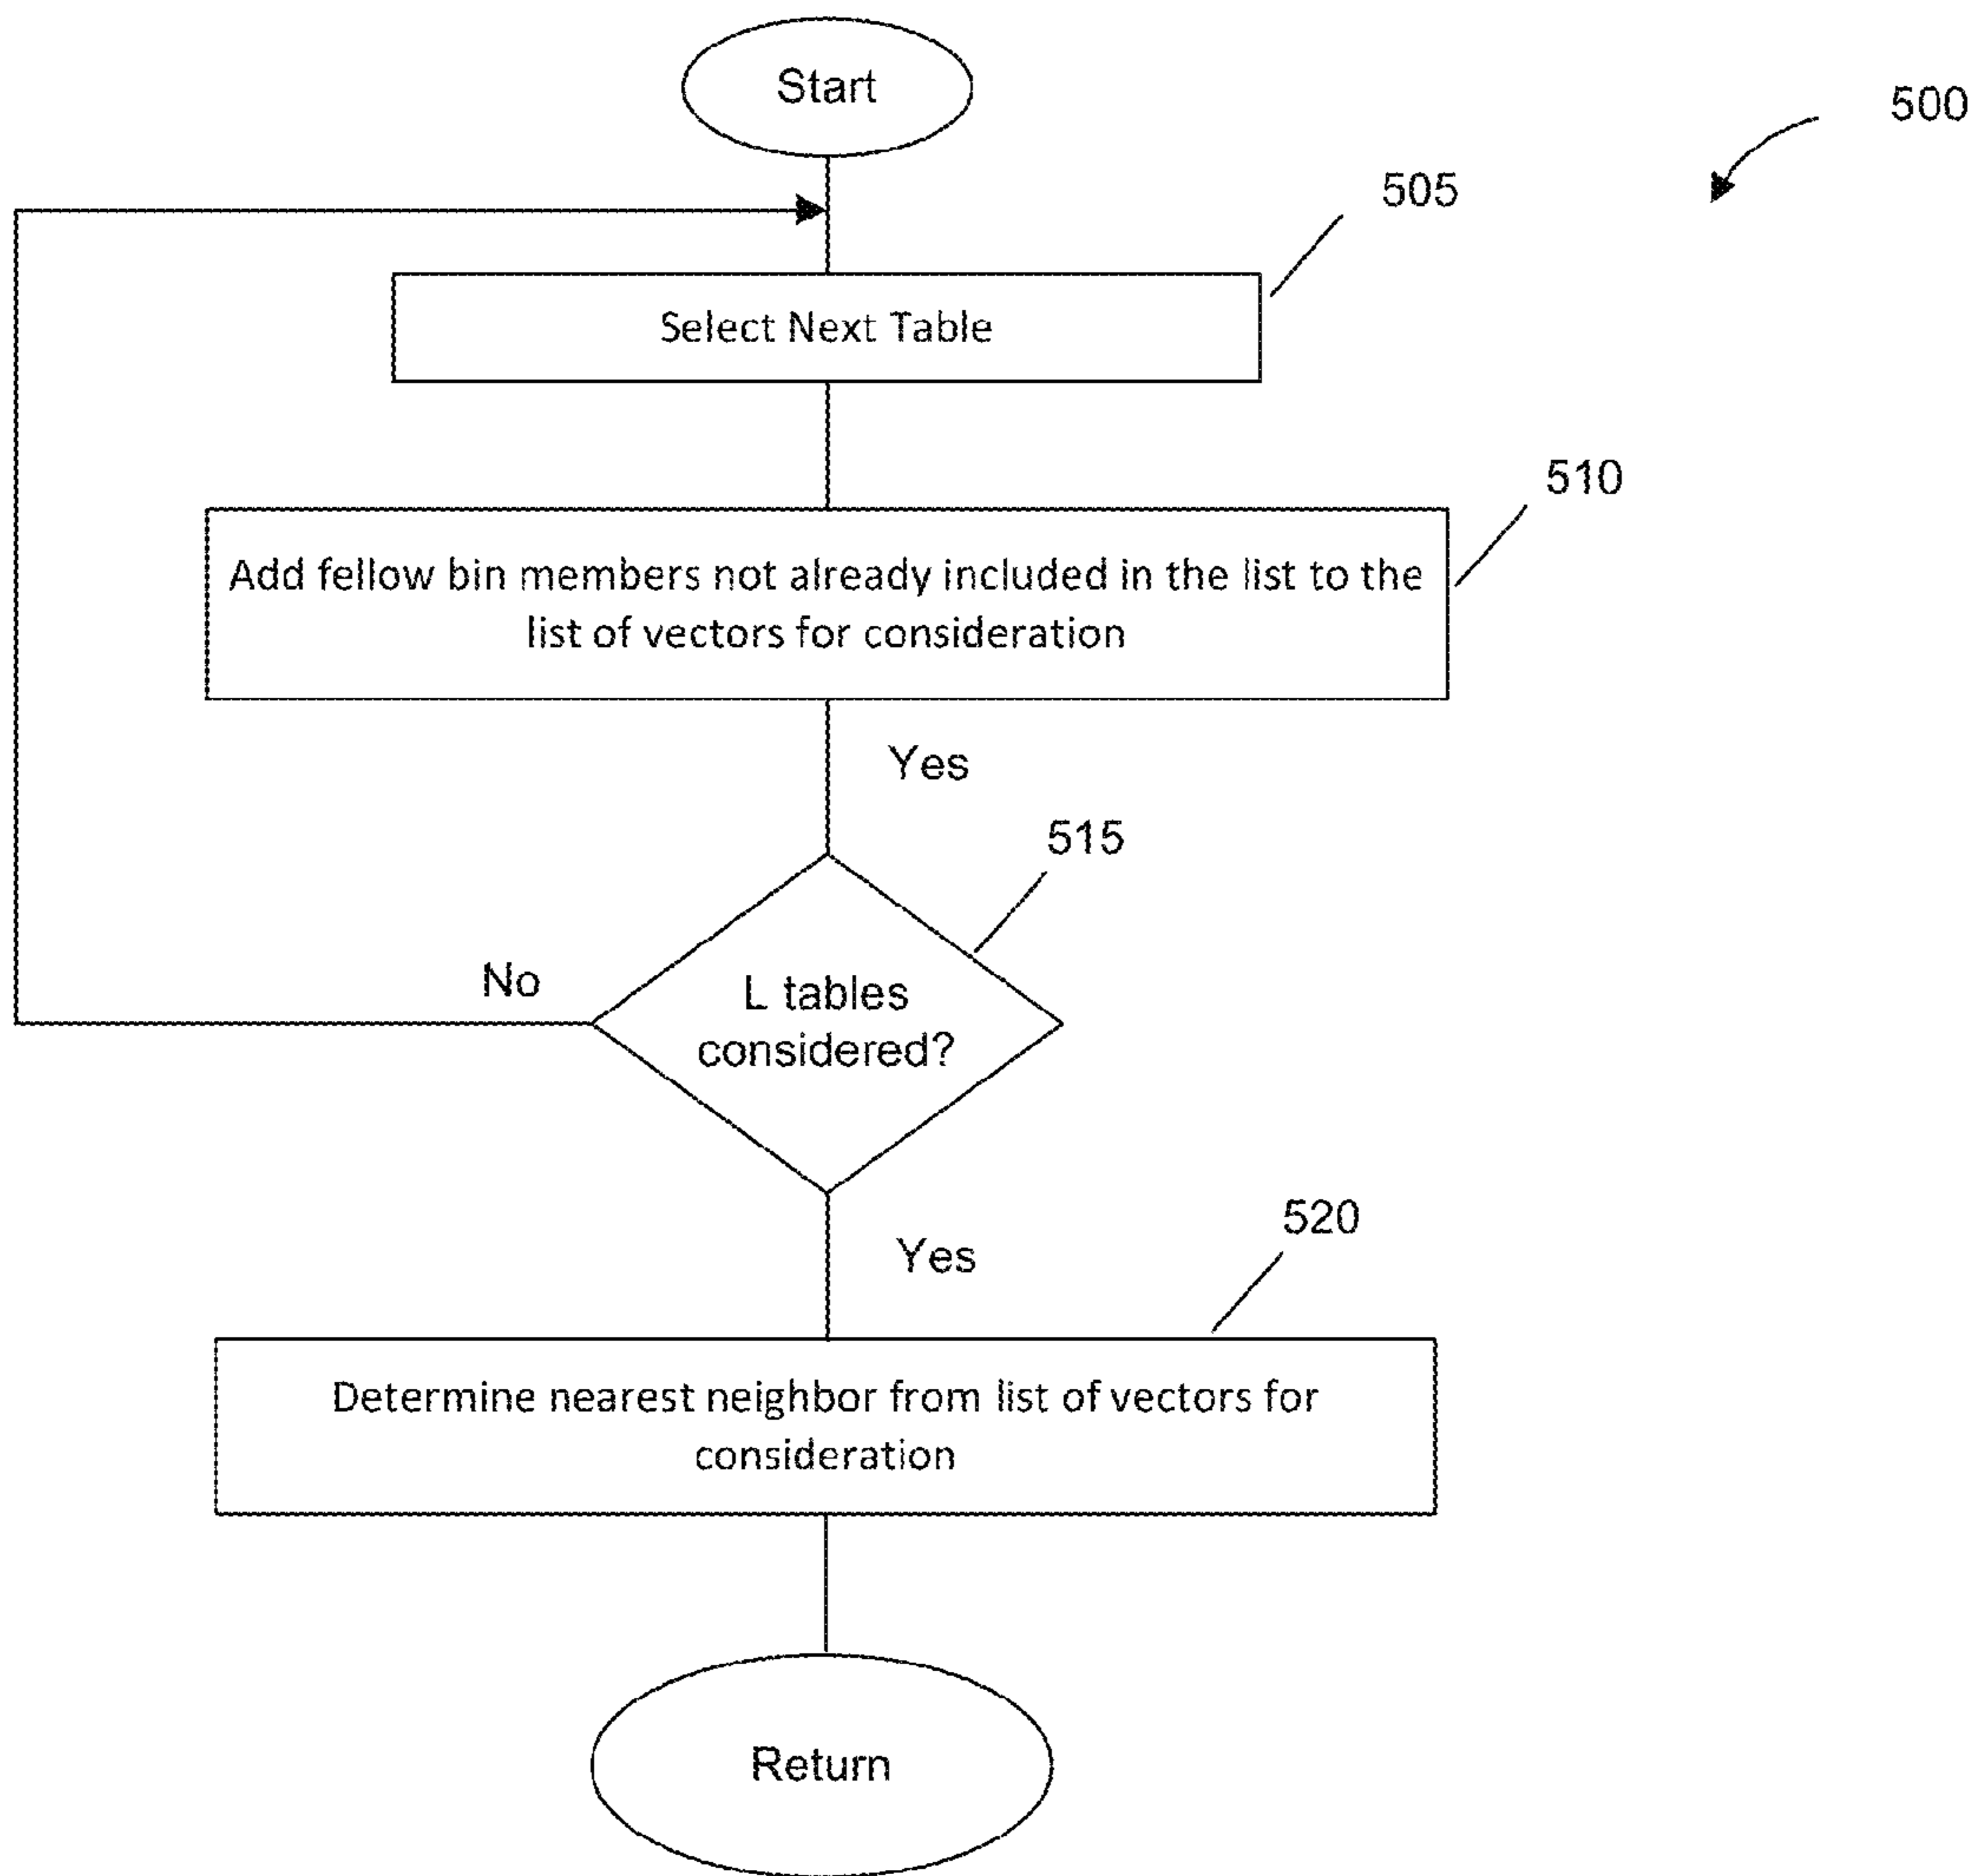 Start
500
505
Select Next Table
510
Add fellow bin members not already included in the list to the
list of vectors for consideration
Yes
515
No
L tables
considered?
520
Yes
Determine nearest neighbor from list of vectors for
consideration
Return